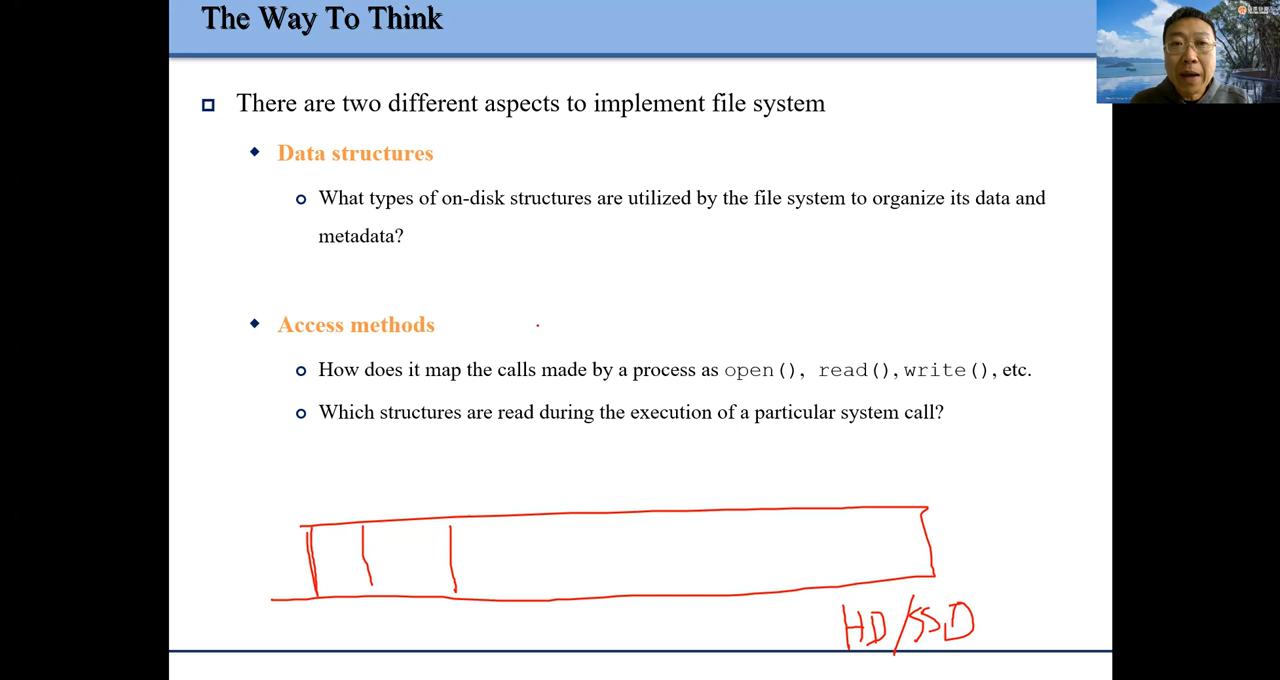 The Way To Think
There are two different aspects to implement file system
Data structures
What types of on-disk structures are utilized by the file system to organize its data and
metadata?
Access methods
How does it map the calls made by a process as open(), read(), write(), etc.
Which structures are read during the execution of a particular system call?
HD/SSD